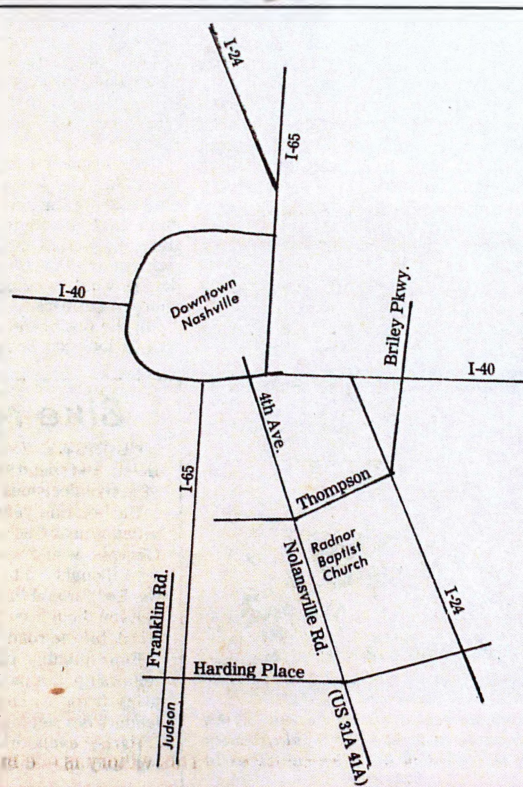 I-24
I-65
I-40
Downtown
Nashville
Briley Pkwy.
I-40
4th Ave.
I-65
Thompson
Radnor
Baptist
Church
Nolansville Rd.
I-24
Franklin Rd.
Harding Place
Judson
(US 31A 41A)